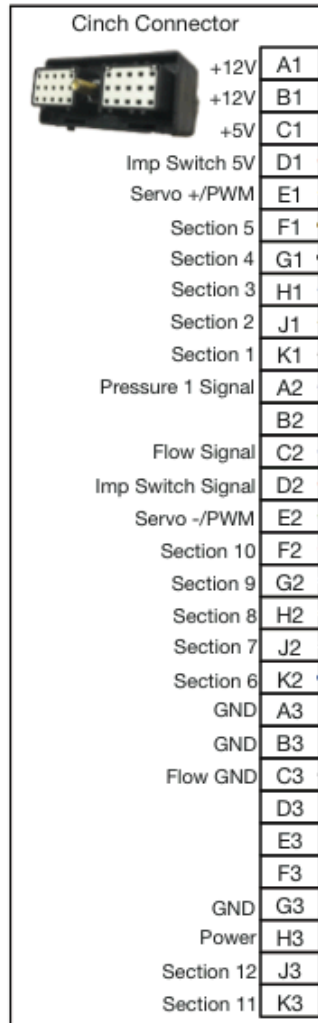 Cinch Connector
+12V A1
+12V B1
+5V C1
Imp Switch 5V D1
Servo +/PWM E1
Section 5 F1
Section 4 G1
Section 3 H1
Section 2 J1
Section 1 K1
Pressure 1 Signal A2
B2
Flow Signal C2
Imp Switch Signal D2
Servo -/PWM E2
Section 10 F2
Section 9 G2
Section 8 H2
Section 7 J2
Section 6 K2
GND A3
GND B3
Flow GND C3
D3
E3
F3
GND G3
Power H3
Section 12 J3
Section 11 K3